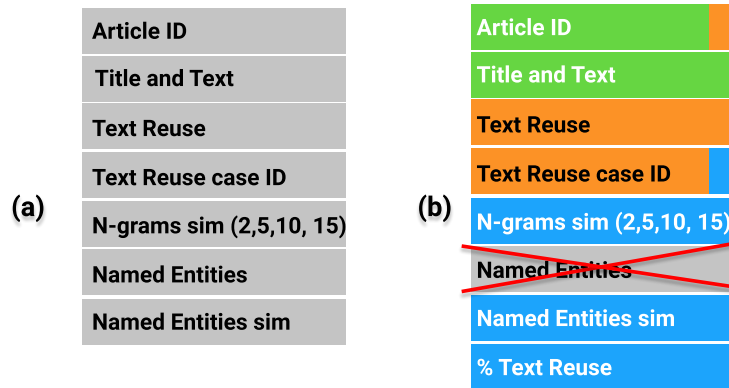 (a)
Article ID
Title and Text
Text Reuse
Text Reuse case ID
N-grams sim (2,5,10, 15)
Named Entities
Named Entities sim
(b)
Article ID
Title and Text
Text Reuse
Text Reuse case ID
N-grams sim (2,5,10, 15)
Named Entities
Named Entities sim
% Text Reuse